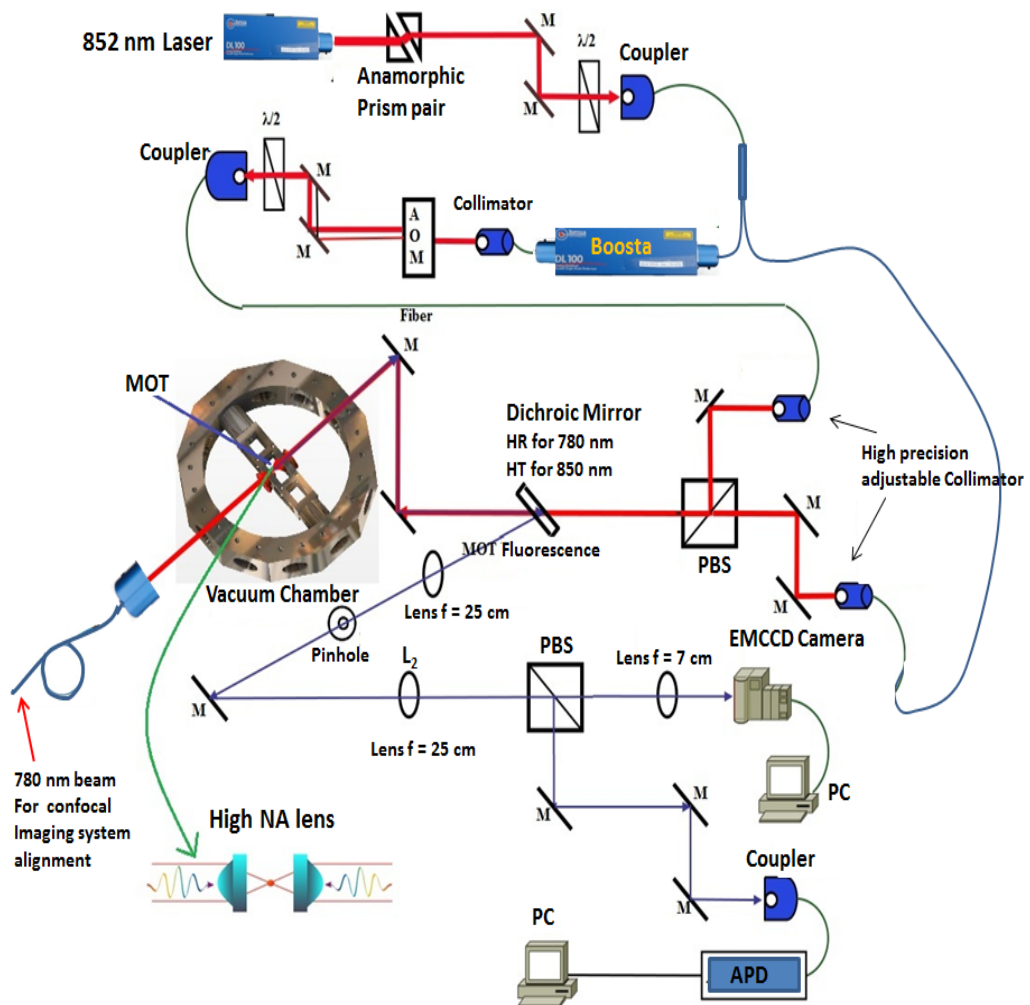 852 nm Laser
DL 100
Anamorphic
Prism pair
M
M
λ/2
Coupler
λ/2
Coupler
M
M
A
O
M
Collimator
Boosta
DL 100
Fiber
M
MOT
Dichroic Mirror
HR for 780 nm
HT for 850 nm
M
High precision
adjustable Collimator
M
PBS
M
MOT Fluorescence
Vacuum Chamber
Lens f = 25 cm
EMCCD Camera
Pinhole
L2
PBS
Lens f = 7 cm
M
Lens f = 25 cm
780 nm beam
For confocal
Imaging system
alignment
M
M
PC
High NA lens
Coupler
M
PC
APD